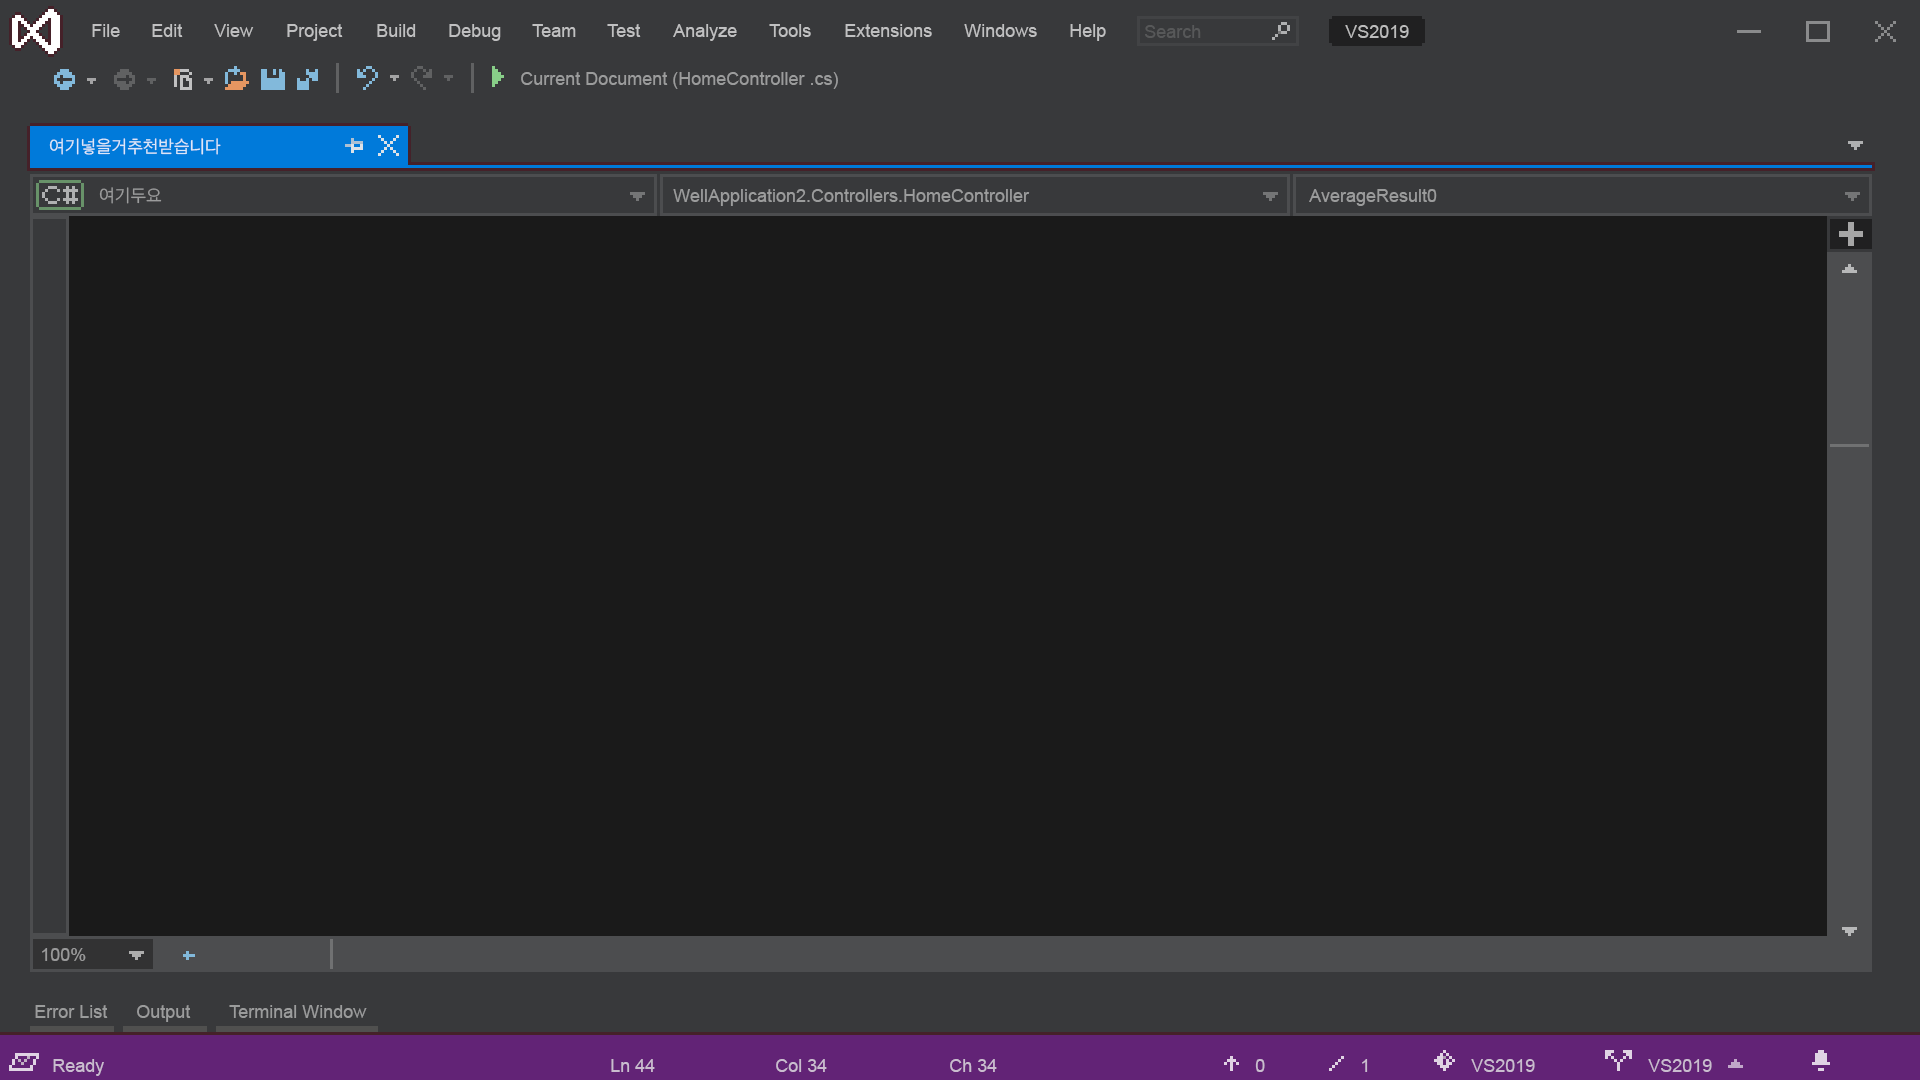 File Edit View Project Build Debug Team Test Analyze Tools Extensions Windows Help Search VS2019
Current Document (HomeController .cs)
여기넣을거추천받습니다
C# 여기두요 WellApplication2.Controllers.HomeController AverageResult0
100%
Error List Output Terminal Window
Ready Ln 44 Col 34 Ch 34 0 1 VS2019 VS2019